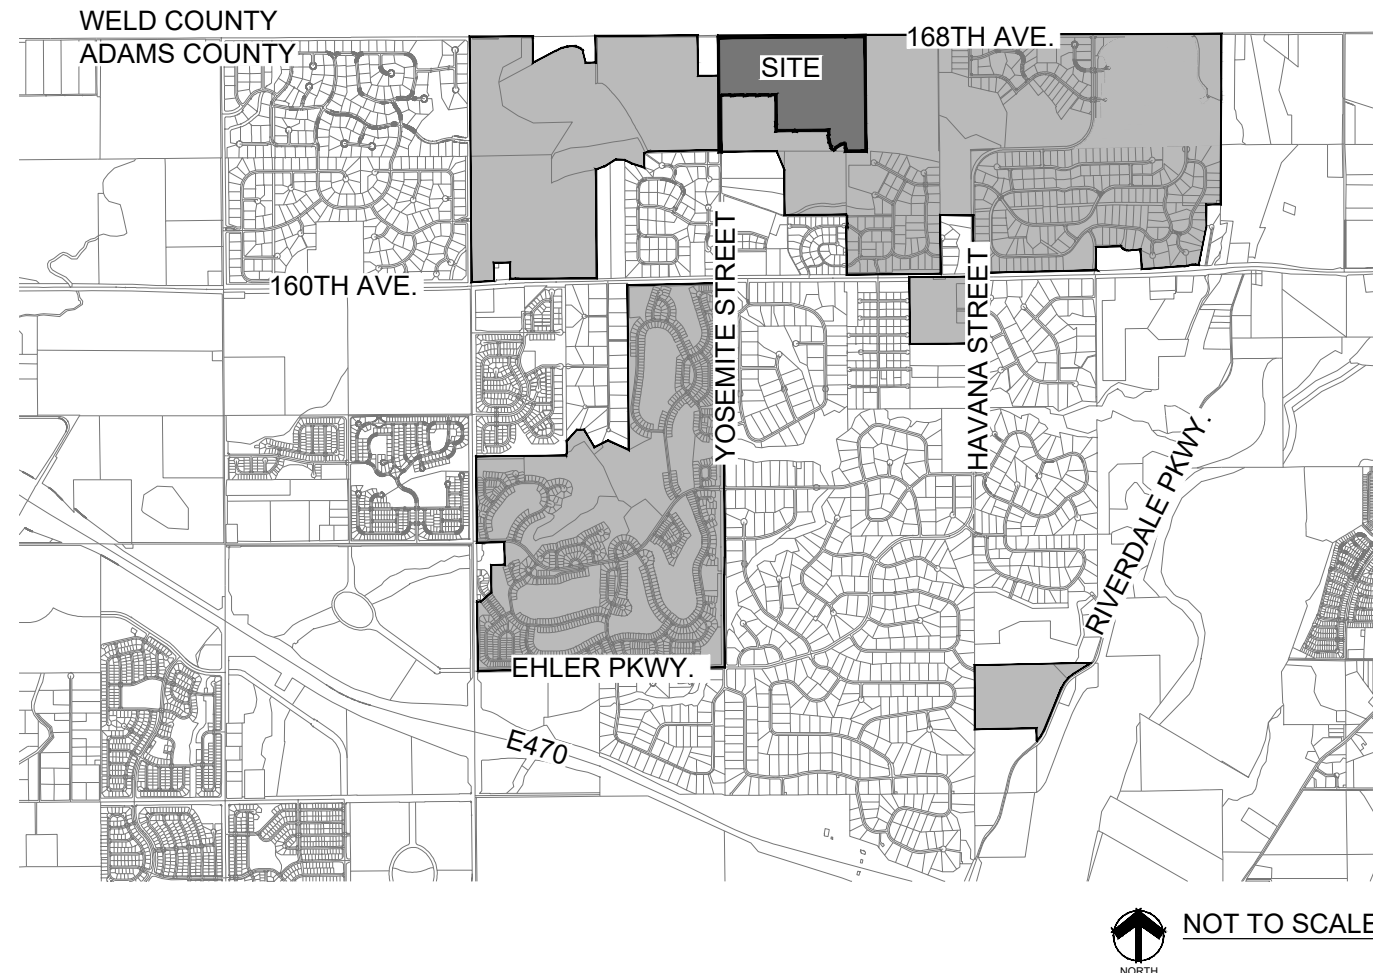 WELD COUNTY
ADAMS COUNTY
168TH AVE.
SITE
160TH AVE.
YOSEMITE STREET
HAVANA STREET
RIVERDALE PKWY.
EHLER PKWY.
E470
NOT TO SCALE
NORTH